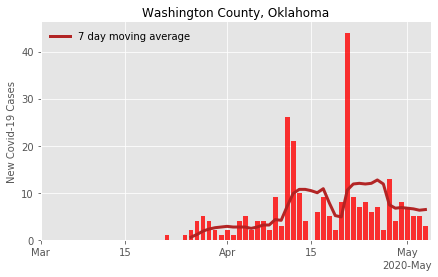 Washington County, Oklahoma
7 day moving average
New Covid-19 Cases
40
30
20
10
0
Mar
15
Apr
15
May
2020-May